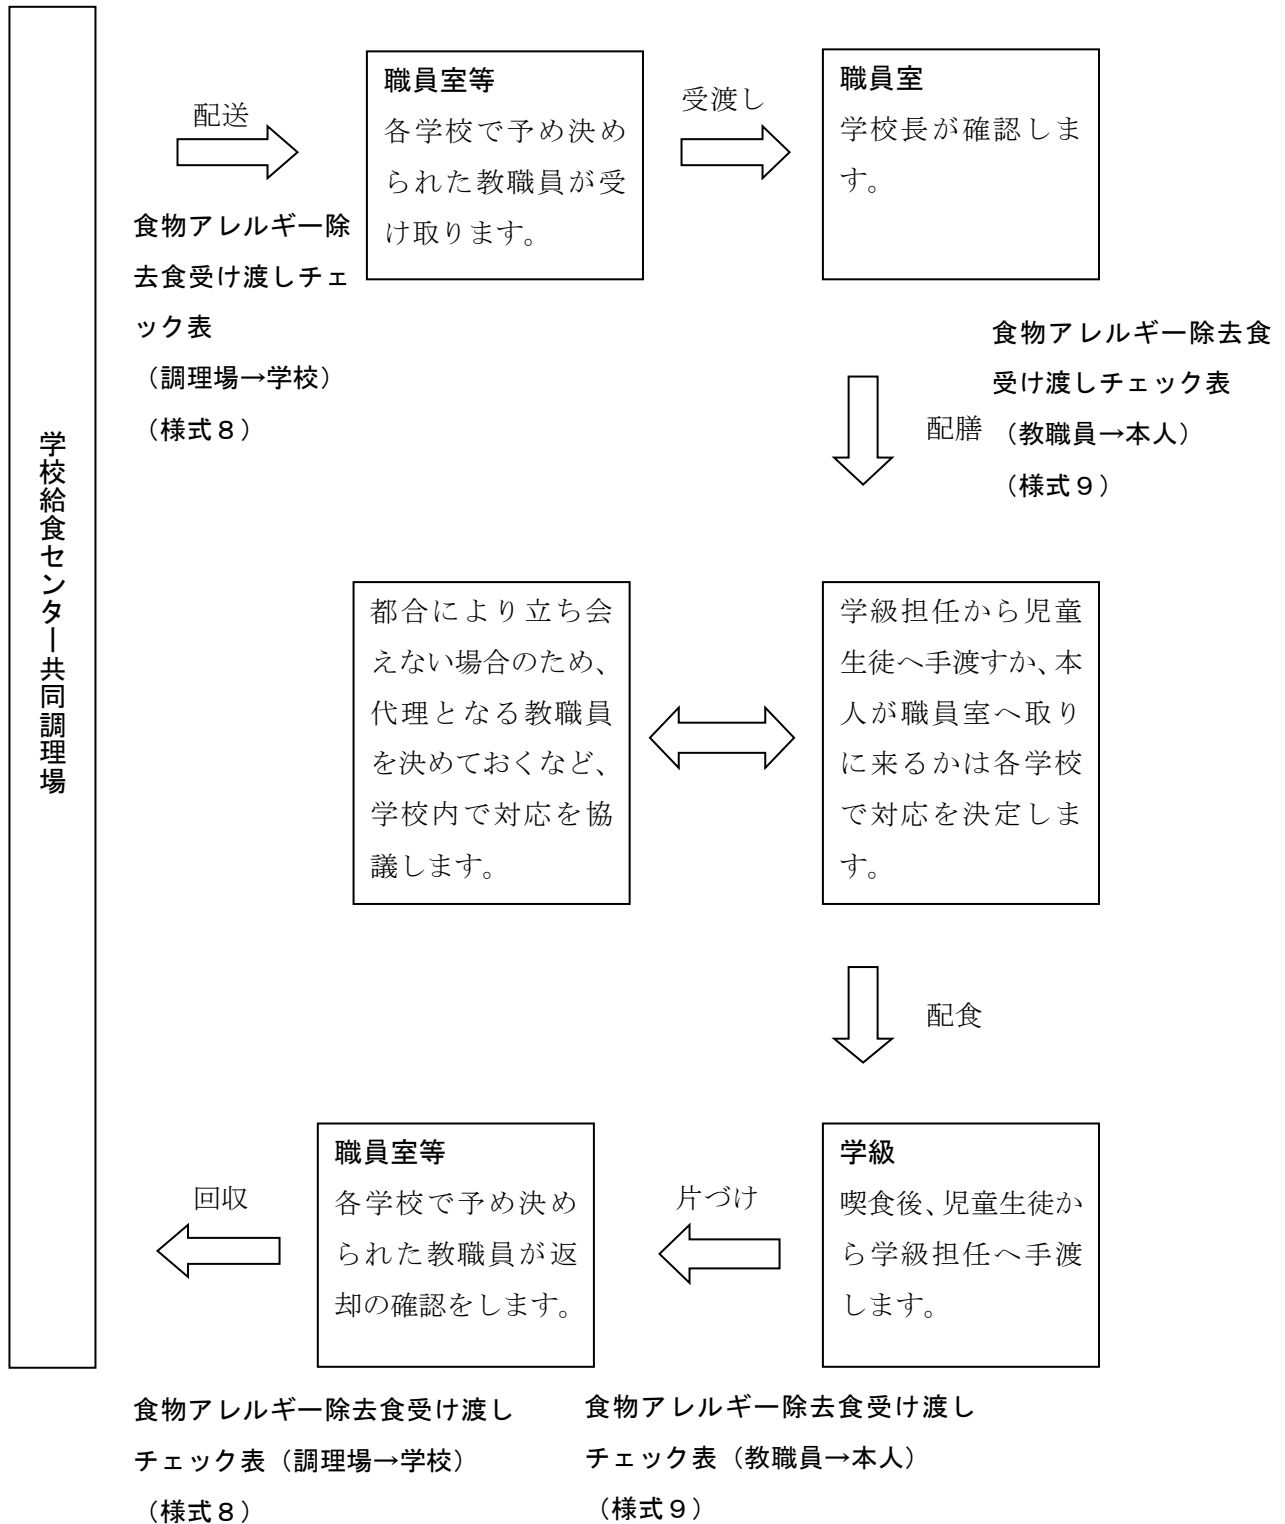 学校給食センター共同調理場
配送
食物アレルギー除
去食受け渡しチェ
ック表
（調理場→学校）
（様式８）
職員室等
各学校で予め決め
られた教職員が受
け取ります。
受渡し
職員室
学校長が確認しま
す。
配膳
食物アレルギー除去食
受け渡しチェック表
（教職員→本人）
（様式９）
都合により立ち会
えない場合のため、
代理となる教職員
を決めておくなど、
学校内で対応を協
議します。
学級担任から児童
生徒へ手渡すか、本
人が職員室へ取り
に来るかは各学校
で対応を決定しま
す。
配食
学級
喫食後、児童生徒か
ら学級担任へ手渡
します。
片づけ
食物アレルギー除去食受け渡し
チェック表（教職員→本人）
（様式９）
職員室等
各学校で予め決め
られた教職員が返
却の確認をします。
回収
食物アレルギー除去食受け渡し
チェック表（調理場→学校）
（様式８）